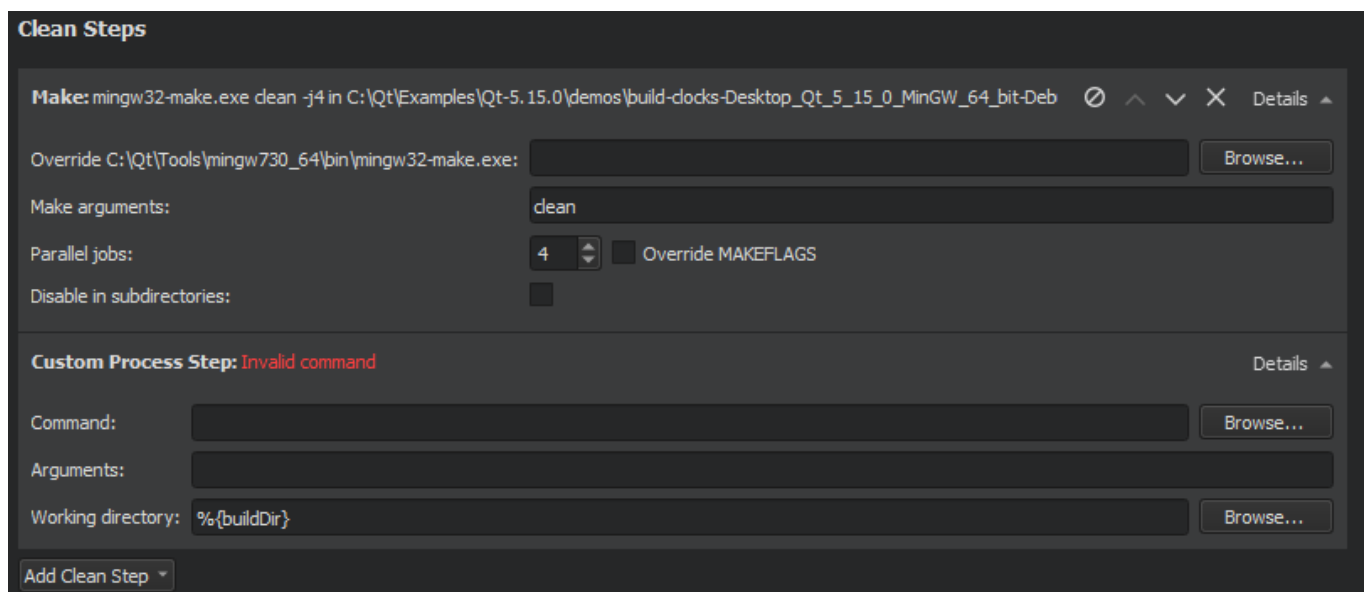 Clean Steps
Make: mingw32-make.exe clean -j4 in C:\Qt\Examples\Qt-5.15.0\demos\build-clocks-Desktop_Qt_5_15_0_MinGW_64_bit-Deb Details
Override C:\Qt\Tools\mingw730_64\bin\mingw32-make.exe: Browse...
Make arguments: clean
Parallel jobs: 4 Override MAKEFLAGS
Disable in subdirectories:
Custom Process Step: Invalid command Details
Command: Browse...
Arguments:
Working directory: %{buildDir} Browse...
Add Clean Step